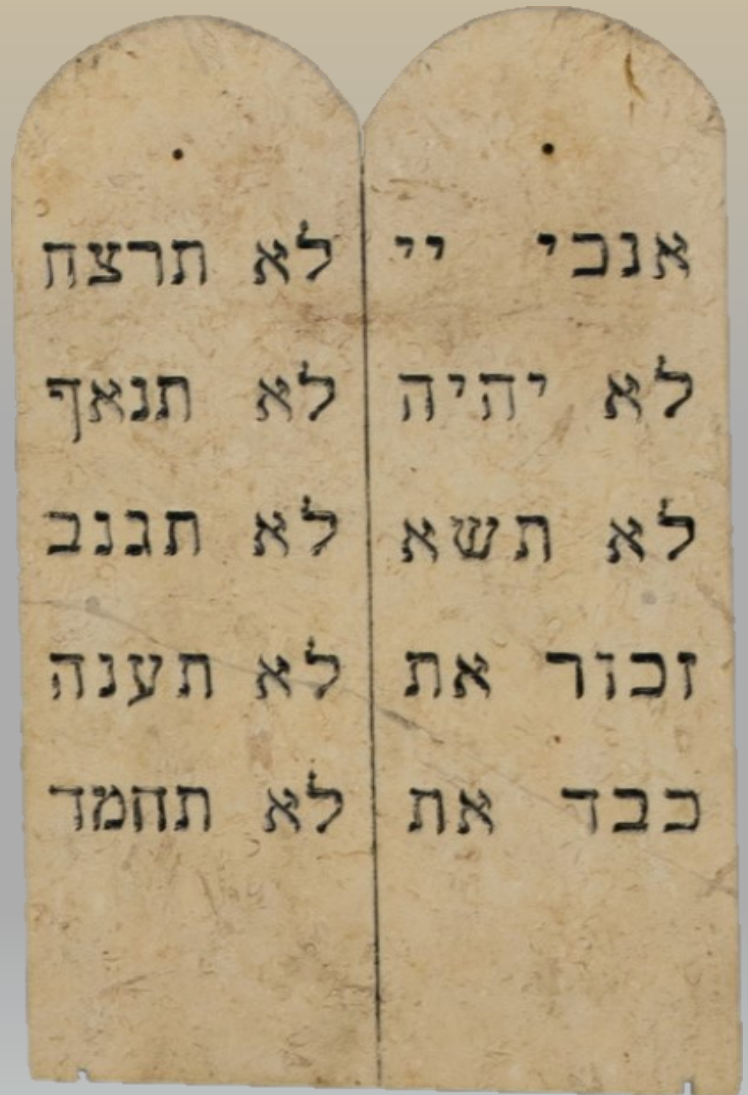 אנכי יי
לא יהיה
לא תשא
זכור את
כבד את
לא תרצח
לא תנאף
לא תגנב
לא תענה
לא תחמד